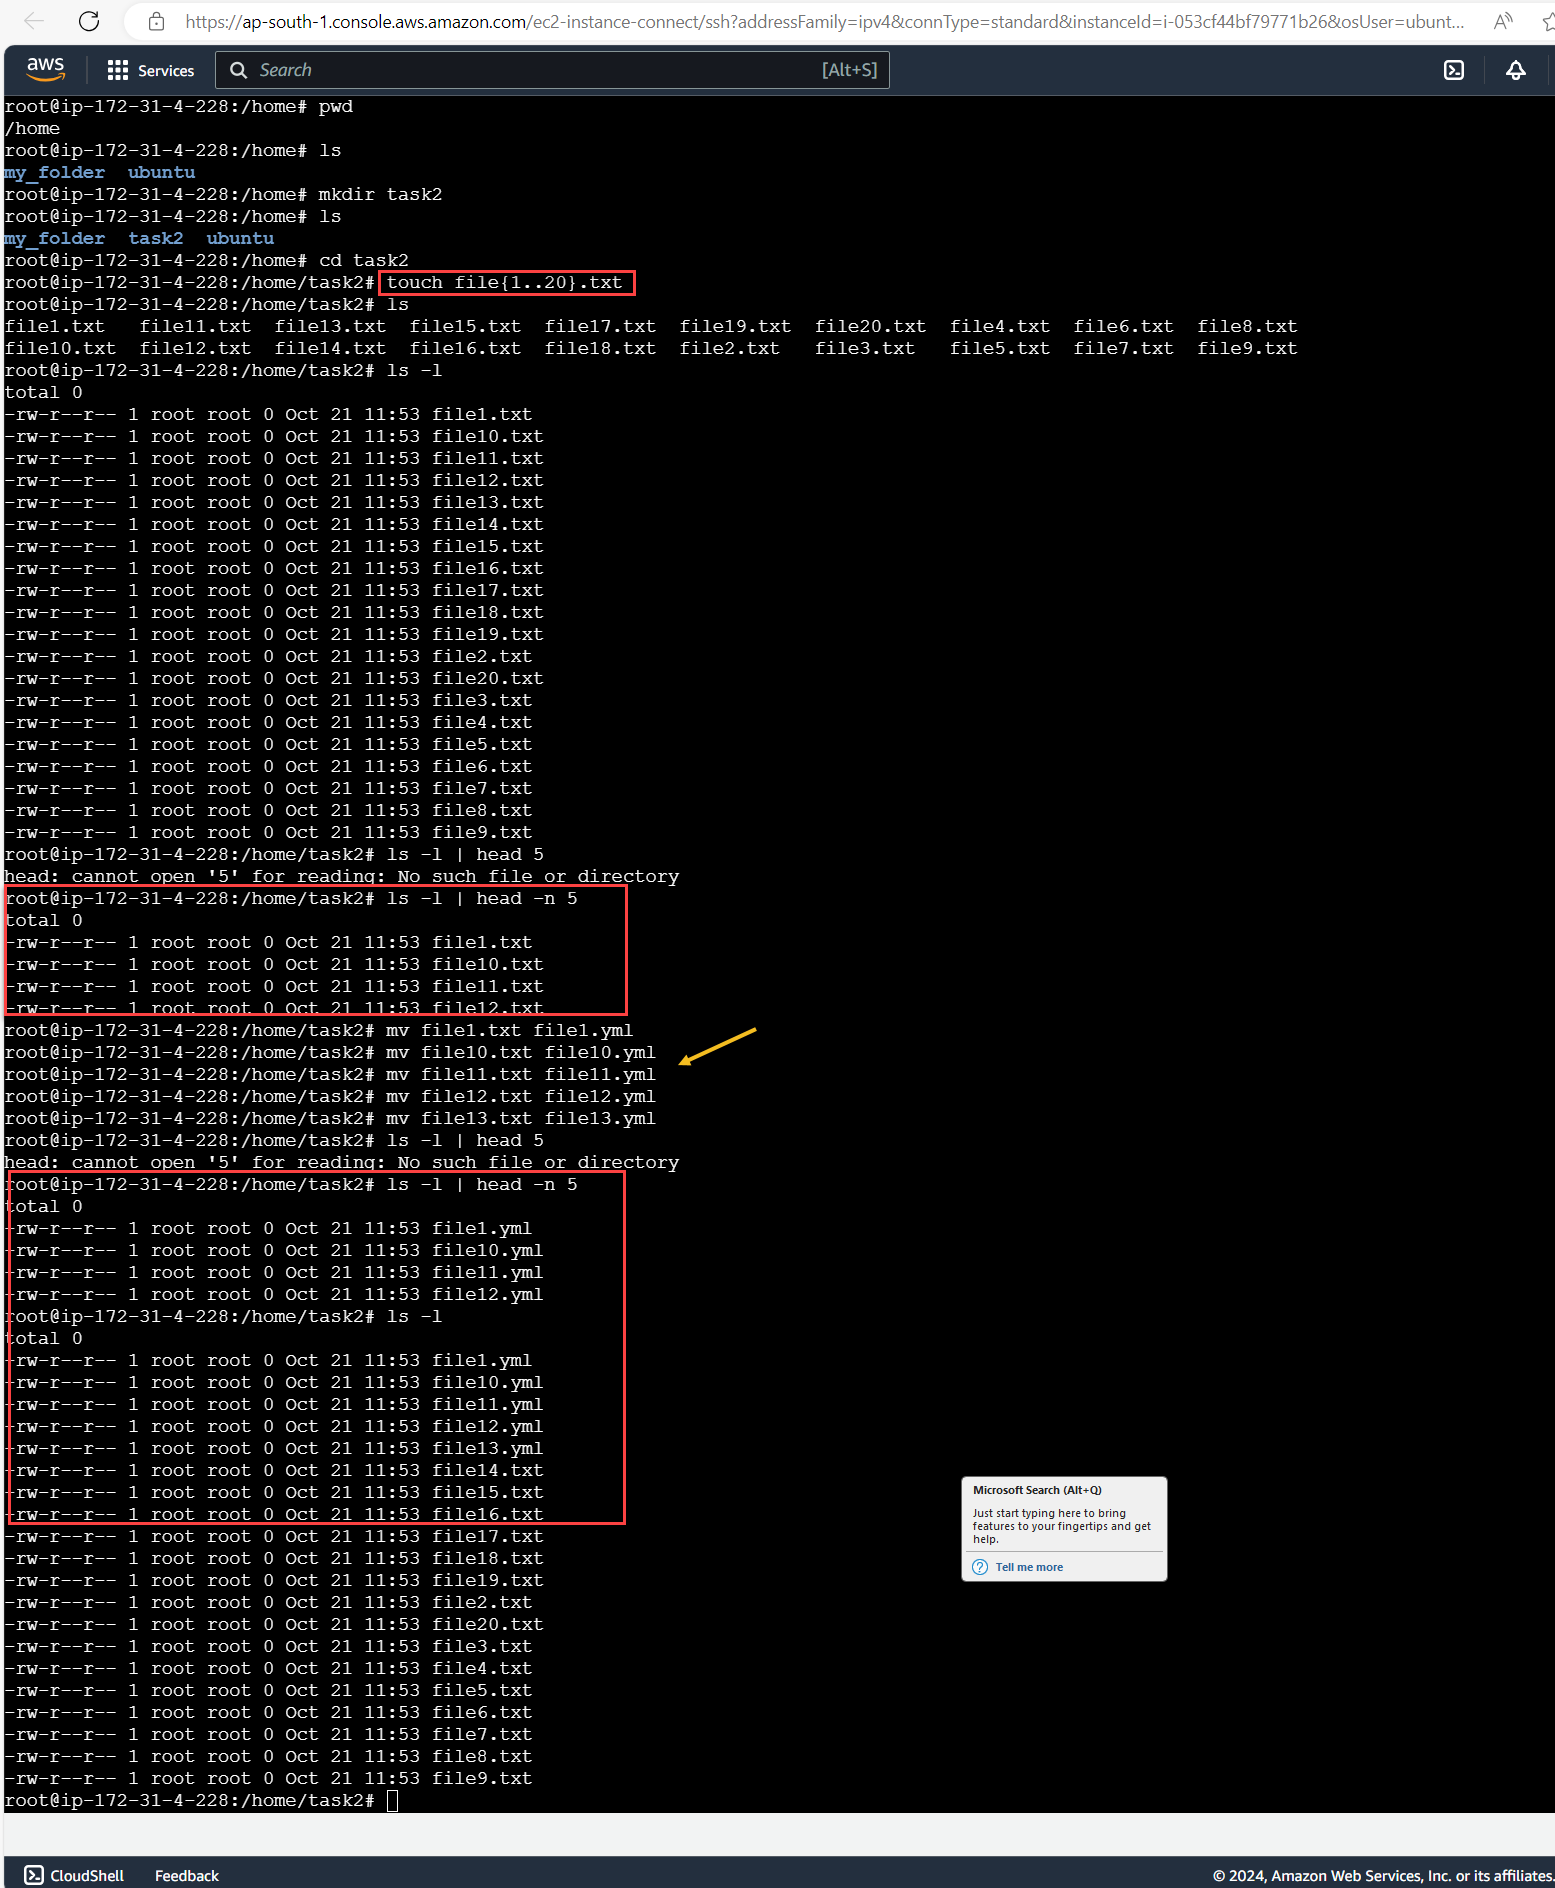 https://ap-south-1.console.aws.amazon.com/ec2-instance-connect/ssh?addressFamily=ipv4&connType=standard&instanceId=i-053cf44bf79771b26&osUser=ubunt...
aws Services Search [Alt+S]
root@ip-172-31-4-228:/home# pwd
/home
root@ip-172-31-4-228:/home# ls
my_folder  ubuntu
root@ip-172-31-4-228:/home# mkdir task2
root@ip-172-31-4-228:/home# ls
my_folder  task2  ubuntu
root@ip-172-31-4-228:/home# cd task2
root@ip-172-31-4-228:/home/task2# touch file{1..20}.txt
root@ip-172-31-4-228:/home/task2# ls
file1.txt   file11.txt  file13.txt  file15.txt  file17.txt  file19.txt  file20.txt  file4.txt  file6.txt  file8.txt
file10.txt  file12.txt  file14.txt  file16.txt  file18.txt  file2.txt   file3.txt   file5.txt  file7.txt  file9.txt
root@ip-172-31-4-228:/home/task2# ls -l
total 0
-rw-r--r-- 1 root root 0 Oct 21 11:53 file1.txt
-rw-r--r-- 1 root root 0 Oct 21 11:53 file10.txt
-rw-r--r-- 1 root root 0 Oct 21 11:53 file11.txt
-rw-r--r-- 1 root root 0 Oct 21 11:53 file12.txt
-rw-r--r-- 1 root root 0 Oct 21 11:53 file13.txt
-rw-r--r-- 1 root root 0 Oct 21 11:53 file14.txt
-rw-r--r-- 1 root root 0 Oct 21 11:53 file15.txt
-rw-r--r-- 1 root root 0 Oct 21 11:53 file16.txt
-rw-r--r-- 1 root root 0 Oct 21 11:53 file17.txt
-rw-r--r-- 1 root root 0 Oct 21 11:53 file18.txt
-rw-r--r-- 1 root root 0 Oct 21 11:53 file19.txt
-rw-r--r-- 1 root root 0 Oct 21 11:53 file2.txt
-rw-r--r-- 1 root root 0 Oct 21 11:53 file20.txt
-rw-r--r-- 1 root root 0 Oct 21 11:53 file3.txt
-rw-r--r-- 1 root root 0 Oct 21 11:53 file4.txt
-rw-r--r-- 1 root root 0 Oct 21 11:53 file5.txt
-rw-r--r-- 1 root root 0 Oct 21 11:53 file6.txt
-rw-r--r-- 1 root root 0 Oct 21 11:53 file7.txt
-rw-r--r-- 1 root root 0 Oct 21 11:53 file8.txt
-rw-r--r-- 1 root root 0 Oct 21 11:53 file9.txt
root@ip-172-31-4-228:/home/task2# ls -l | head 5
head: cannot open '5' for reading: No such file or directory
root@ip-172-31-4-228:/home/task2# ls -l | head -n 5
total 0
-rw-r--r-- 1 root root 0 Oct 21 11:53 file1.txt
-rw-r--r-- 1 root root 0 Oct 21 11:53 file10.txt
-rw-r--r-- 1 root root 0 Oct 21 11:53 file11.txt
-rw-r--r-- 1 root root 0 Oct 21 11:53 file12.txt
root@ip-172-31-4-228:/home/task2# mv file1.txt file1.yml
root@ip-172-31-4-228:/home/task2# mv file10.txt file10.yml
root@ip-172-31-4-228:/home/task2# mv file11.txt file11.yml
root@ip-172-31-4-228:/home/task2# mv file12.txt file12.yml
root@ip-172-31-4-228:/home/task2# mv file13.txt file13.yml
root@ip-172-31-4-228:/home/task2# ls -l | head 5
head: cannot open '5' for reading: No such file or directory
root@ip-172-31-4-228:/home/task2# ls -l | head -n 5
total 0
-rw-r--r-- 1 root root 0 Oct 21 11:53 file1.yml
-rw-r--r-- 1 root root 0 Oct 21 11:53 file10.yml
-rw-r--r-- 1 root root 0 Oct 21 11:53 file11.yml
-rw-r--r-- 1 root root 0 Oct 21 11:53 file12.yml
root@ip-172-31-4-228:/home/task2# ls -l
total 0
-rw-r--r-- 1 root root 0 Oct 21 11:53 file1.yml
-rw-r--r-- 1 root root 0 Oct 21 11:53 file10.yml
-rw-r--r-- 1 root root 0 Oct 21 11:53 file11.yml
-rw-r--r-- 1 root root 0 Oct 21 11:53 file12.yml
-rw-r--r-- 1 root root 0 Oct 21 11:53 file13.yml
-rw-r--r-- 1 root root 0 Oct 21 11:53 file14.txt
-rw-r--r-- 1 root root 0 Oct 21 11:53 file15.txt
-rw-r--r-- 1 root root 0 Oct 21 11:53 file16.txt
-rw-r--r-- 1 root root 0 Oct 21 11:53 file17.txt
-rw-r--r-- 1 root root 0 Oct 21 11:53 file18.txt
-rw-r--r-- 1 root root 0 Oct 21 11:53 file19.txt
-rw-r--r-- 1 root root 0 Oct 21 11:53 file2.txt
-rw-r--r-- 1 root root 0 Oct 21 11:53 file20.txt
-rw-r--r-- 1 root root 0 Oct 21 11:53 file3.txt
-rw-r--r-- 1 root root 0 Oct 21 11:53 file4.txt
-rw-r--r-- 1 root root 0 Oct 21 11:53 file5.txt
-rw-r--r-- 1 root root 0 Oct 21 11:53 file6.txt
-rw-r--r-- 1 root root 0 Oct 21 11:53 file7.txt
-rw-r--r-- 1 root root 0 Oct 21 11:53 file8.txt
-rw-r--r-- 1 root root 0 Oct 21 11:53 file9.txt
root@ip-172-31-4-228:/home/task2#
Microsoft Search (Alt+Q)
Just start typing here to bring
features to your fingertips and get
help.
Tell me more
CloudShell Feedback © 2024, Amazon Web Services, Inc. or its affiliates.